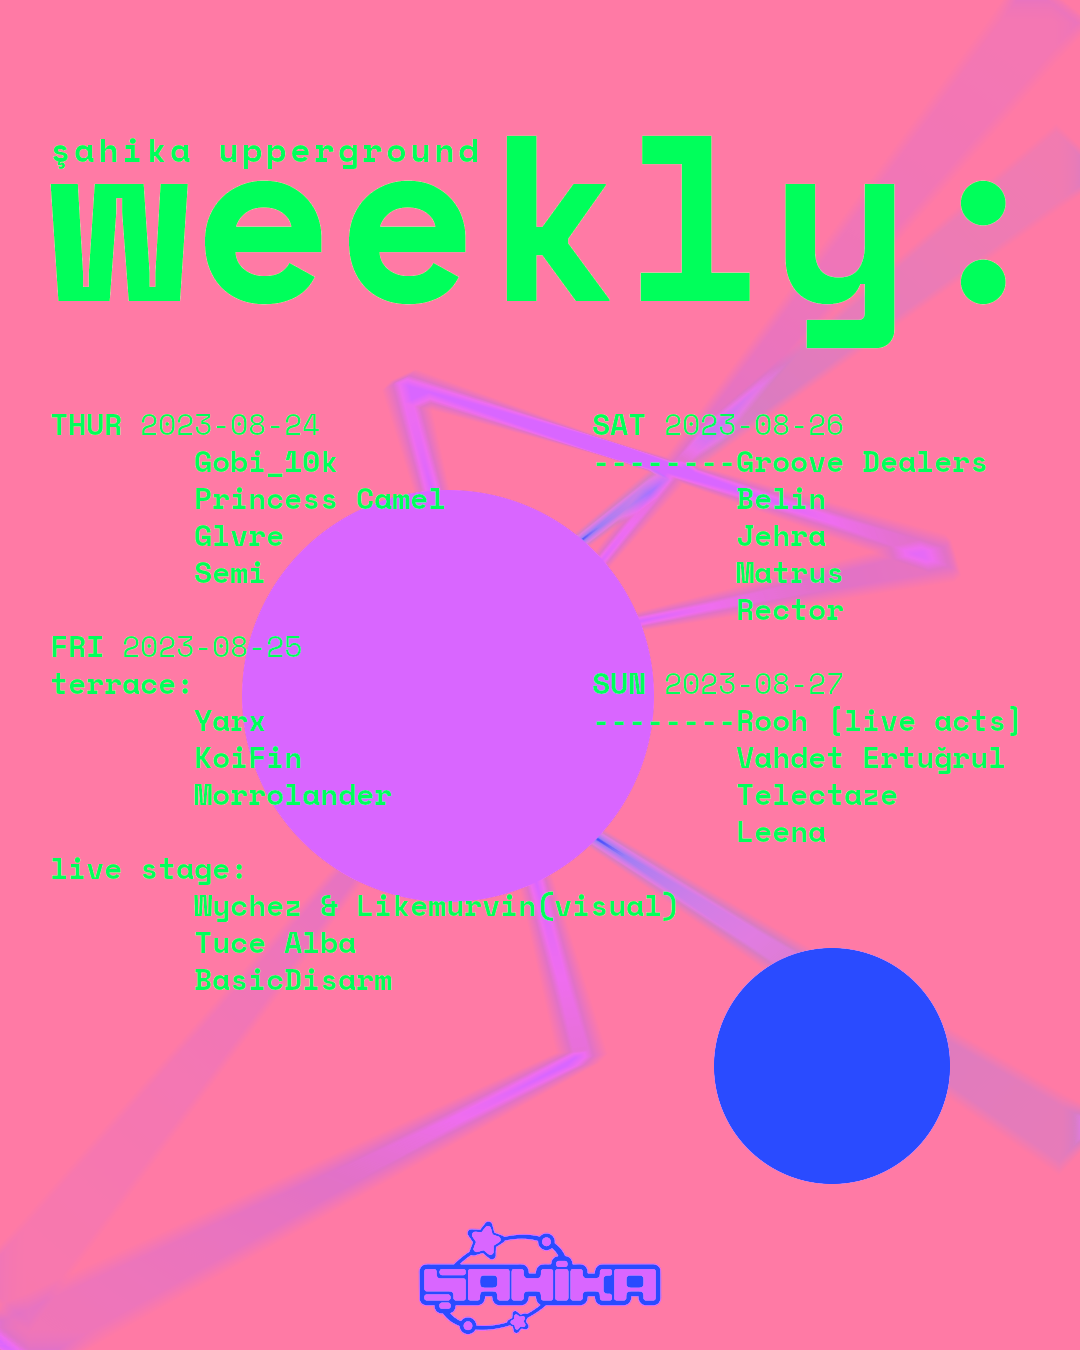 şahika upperground
weekly:
THUR 2023-08-24
Gobi_10k
Princess Camel
Glvre
Semi
FRI 2023-08-25
terrace:
Yarx
KoiFin
Morrolander
live stage:
Wychez & Likemurvin(visual)
Tuce Alba
BasicDisarm
SAT 2023-08-26
--------Groove Dealers
Belin
Jehra
Matrus
Rector
SUN 2023-08-27
--------Rooh [live acts]
Vahdet Ertuğrul
Telectaze
Leena
ŞAHİKA